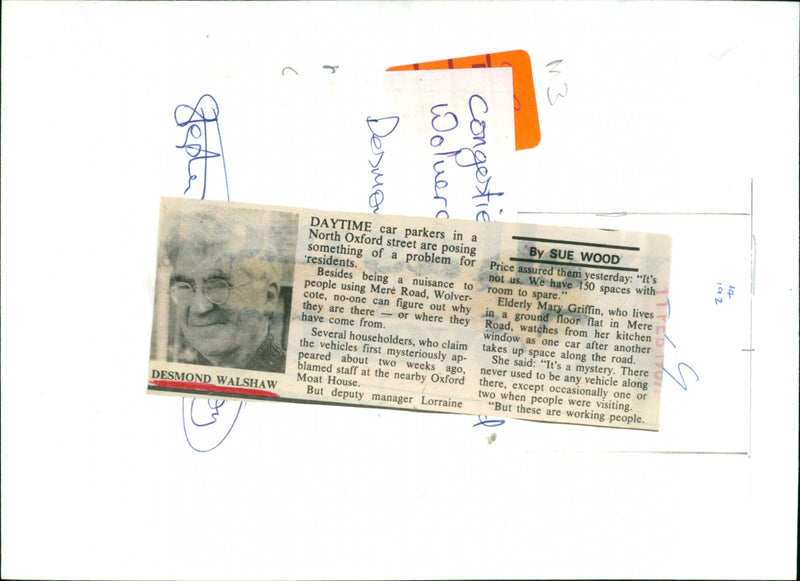 DESMOND WALSHAW
DAYTIME car parkers in a
North Oxford street are posing
something of a problem for
residents.
Besides being a nuisance to
people using Mere Road, Wolver-
cote, no-one can figure out why
they are there — or where they
have come from.
Several householders, who claim
the vehicles first mysteriously ap-
peared about two weeks ago,
blamed staff at the nearby Oxford
Moat House.
But deputy manager Lorraine
By SUE WOOD
Price assured them yesterday: “It’s
not us. We have 150 spaces with
room to spare.”
Elderly Mary Griffin, who lives
in a ground floor flat in Mere
Road, watches from her kitchen
window as one car after another
takes up space along the road.
She said: “It’s a mystery. There
never used to be any vehicle along
there, except occasionally one or
two when people were visiting.
“But these are working people.
Congestie
Wolverc
Desmon